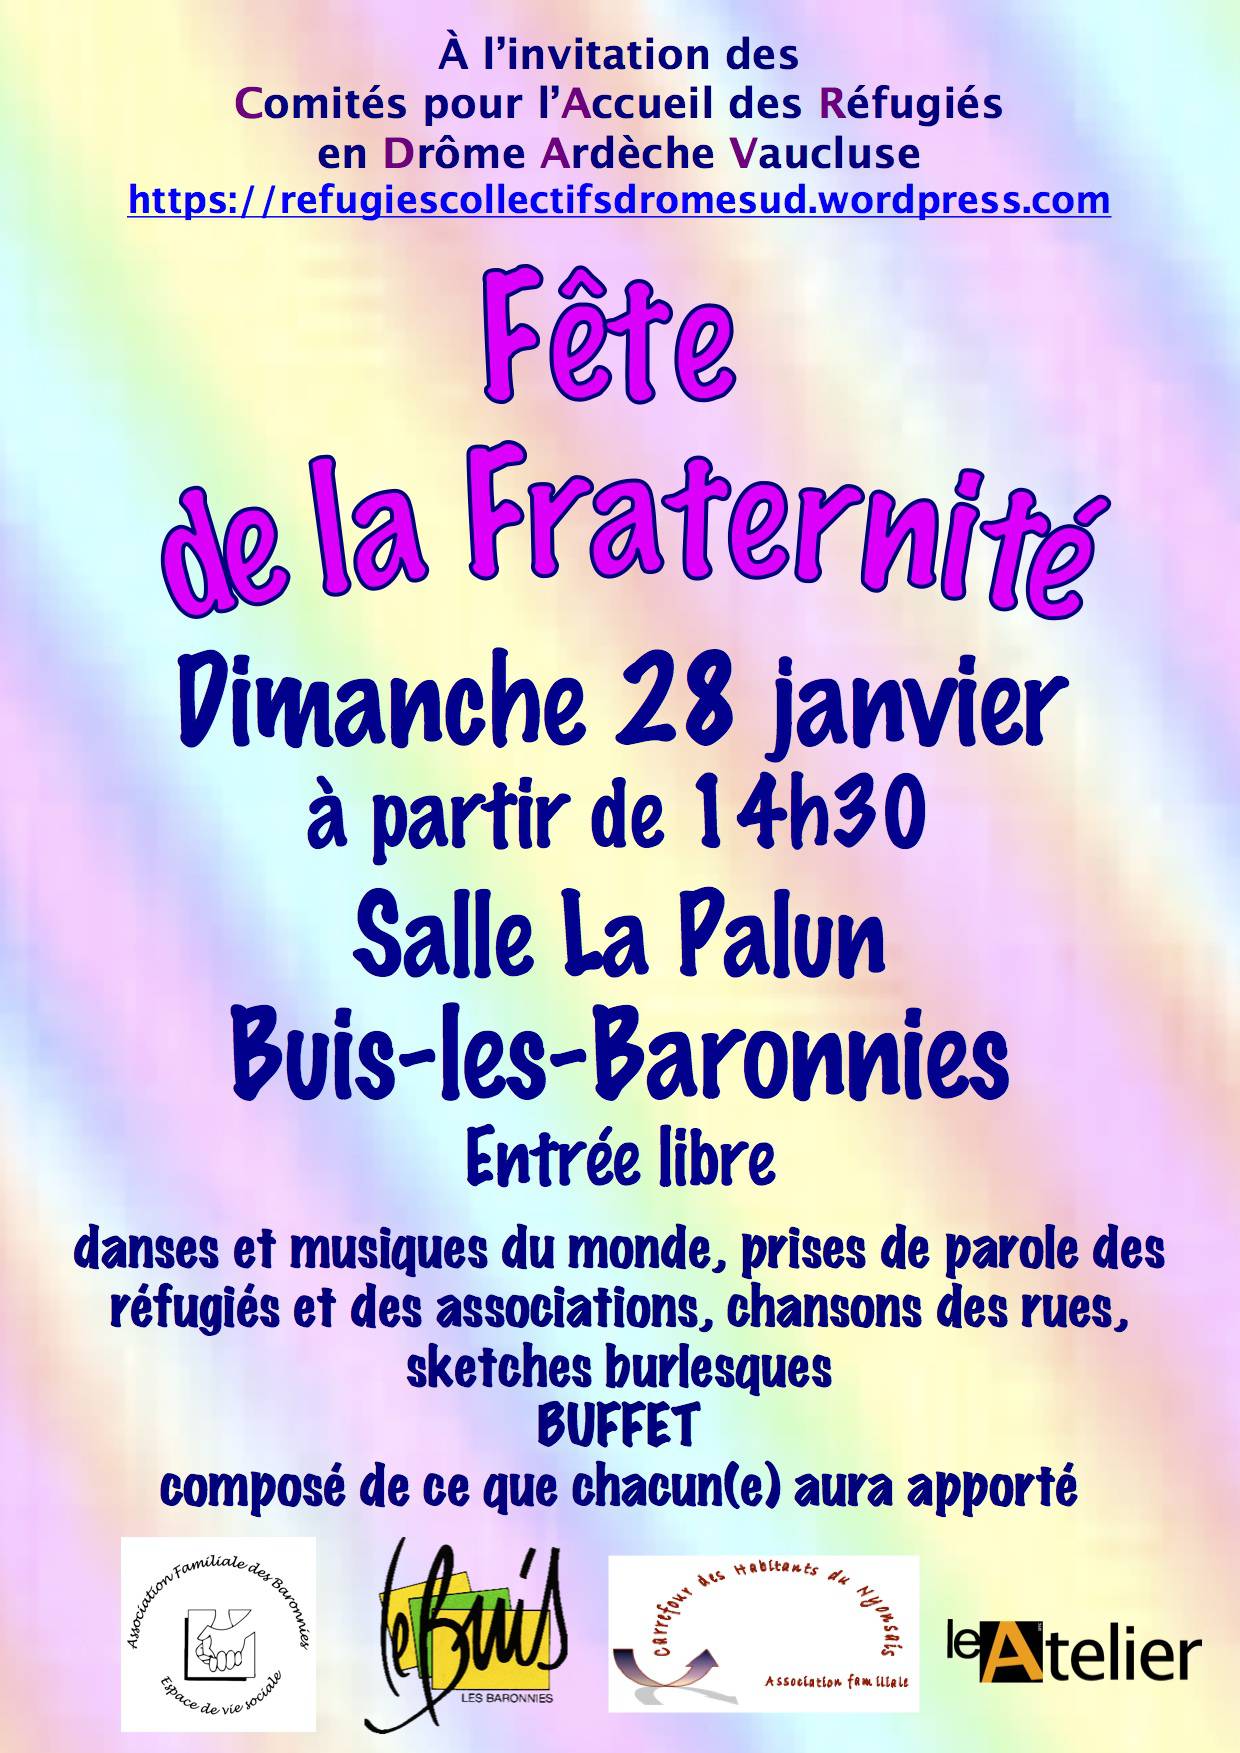 À l’invitation des
Comités pour l’Accueil des Réfugiés
en Drôme Ardèche Vaucluse
https://refugiescollectifsdromesud.wordpress.com
Fête
de la Fraternité
Dimanche 28 janvier
à partir de 14h30
Salle La Palun
Buis-les-Baronnies
Entrée libre
danses et musiques du monde, prises de parole des
réfugiés et des associations, chansons des rues,
sketches burlesques
BUFFET
composé de ce que chacun(e) aura apporté
Association Familiale des Baronnies
Espace de vie sociale
le Buis
LES BARONNIES
Carrefour des Habitants du Nyonsais
Association familiale
le Atelier